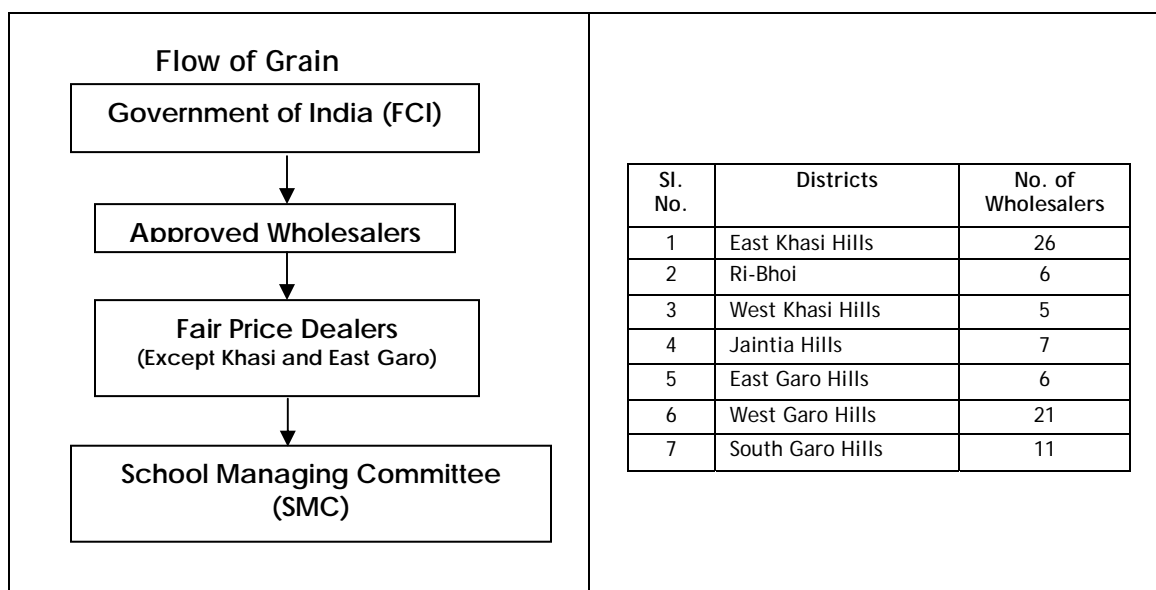 Flow of Grain
Government of India (FCI)
Approved Wholesalers
Fair Price Dealers
(Except Khasi and East Garo)
School Managing Committee
(SMC)
Sl. No. Districts No. of Wholesalers
1 East Khasi Hills 26
2 Ri-Bhoi 6
3 West Khasi Hills 5
4 Jaintia Hills 7
5 East Garo Hills 6
6 West Garo Hills 21
7 South Garo Hills 11